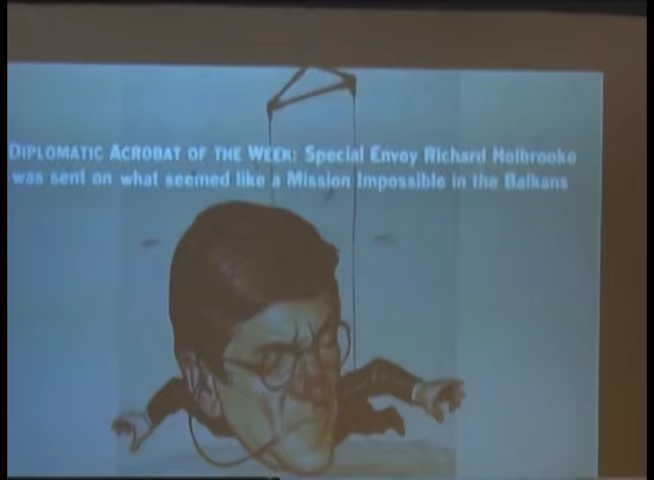 DIPLOMATIC ACROBAT OF THE WEEK: Special Envoy Richard Holbrooke
was sent on what seemed like a Mission Impossible in the Balkans